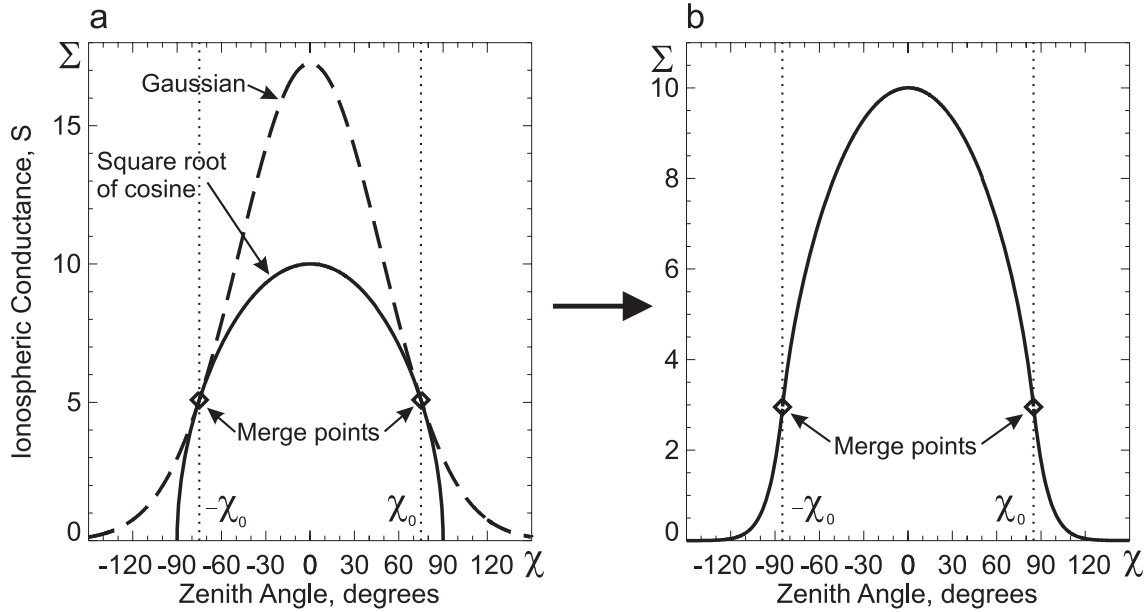 a
Σ
Ionospheric Conductance, S
15
10
5
0
Gaussian
Square root
of cosine
Merge points
−χ₀
χ₀
-120 -90 -60 -30 0 30 60 90 120 χ
Zenith Angle, degrees
b
Σ
10
8
6
4
2
0
Merge points
−χ₀
χ₀
-120 -90 -60 -30 0 30 60 90 120 χ
Zenith Angle, degrees